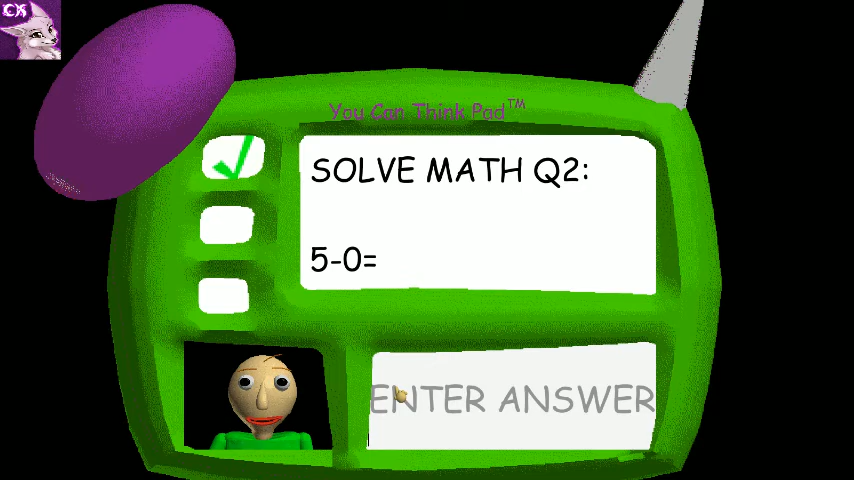 CK
You Can Think Pad™
SOLVE MATH Q2:
5-0=
ENTER ANSWER